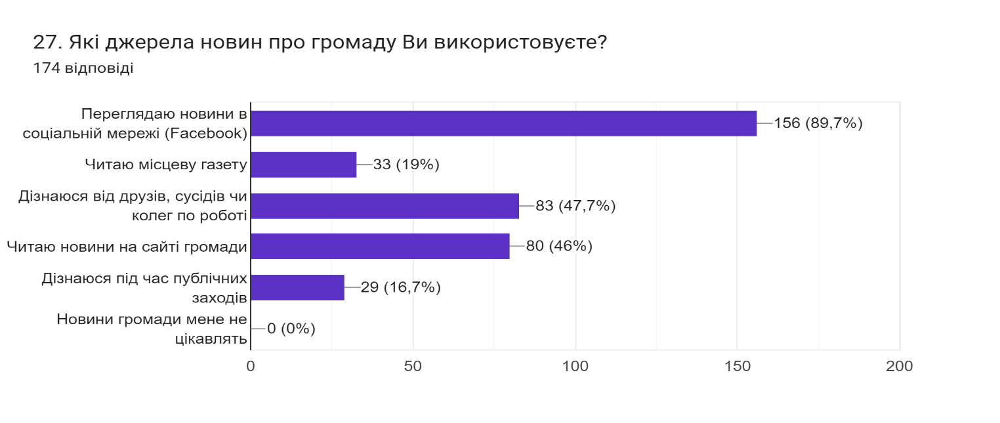 27. Які джерела новин про громаду Ви використовуєте?
174 відповіді
Переглядаю новини в
соціальній мережі (Facebook)
156 (89,7%)
Читаю місцеву газету
33 (19%)
Дізнаюся від друзів, сусідів чи
колег по роботі
83 (47,7%)
Читаю новини на сайті громади
80 (46%)
Дізнаюся під час публічних
заходів
29 (16,7%)
Новини громади мене не
цікавлять
0 (0%)
0 50 100 150 200